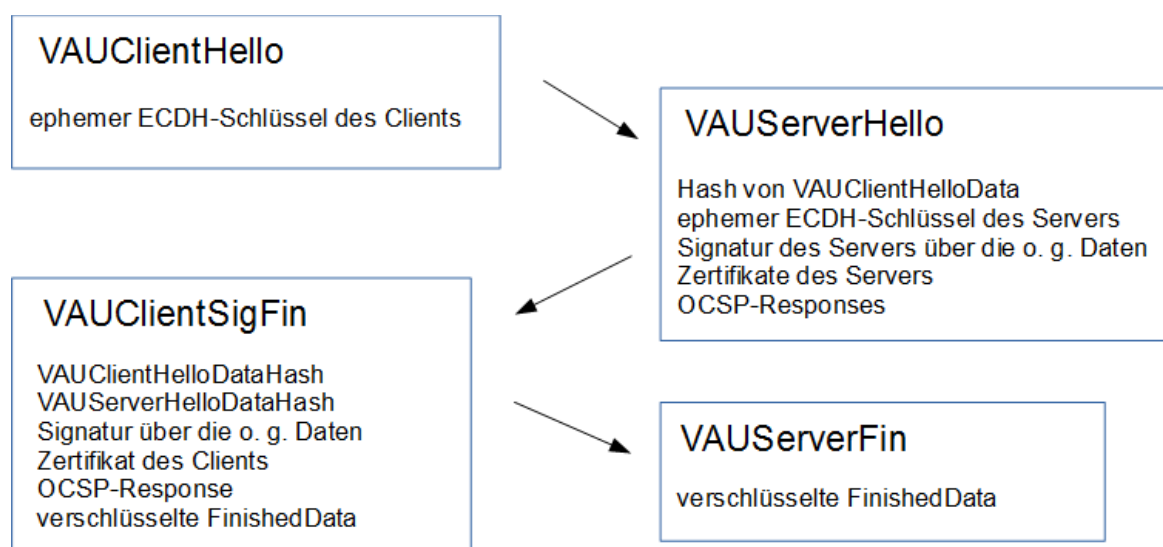 VAUClientHello
ephemer ECDH-Schlüssel des Clients
VAUServerHello
Hash von VAUClientHelloData
ephemer ECDH-Schlüssel des Servers
Signatur des Servers über die o. g. Daten
Zertifikate des Servers
OCSP-Responses
VAUClientSigFin
VAUClientHelloDataHash
VAUServerHelloDataHash
Signatur über die o. g. Daten
Zertifikat des Clients
OCSP-Response
verschlüsselte FinishedData
VAUServerFin
verschlüsselte FinishedData